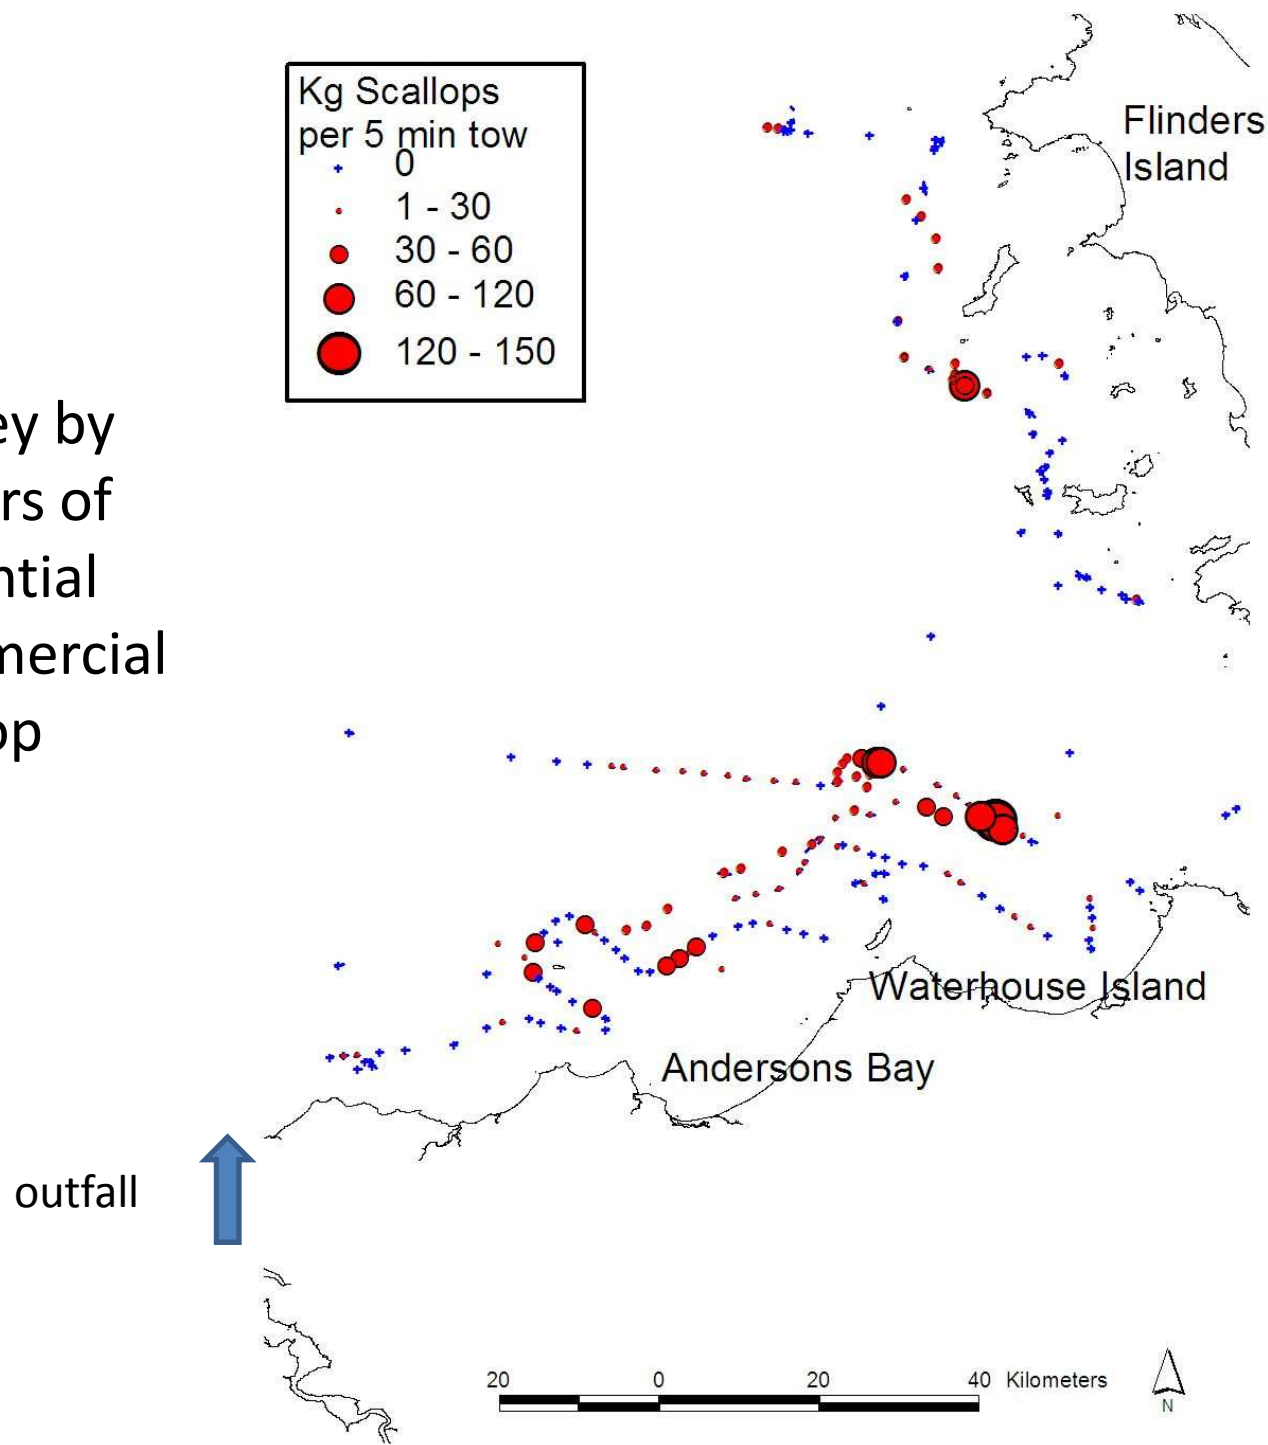 Kg Scallops
per 5 min tow
0
1 - 30
30 - 60
60 - 120
120 - 150
Flinders
Island
ey by
rs of
ntial
mercial
op
Waterhouse Island
Andersons Bay
outfall
20 0 20 40 Kilometers
N